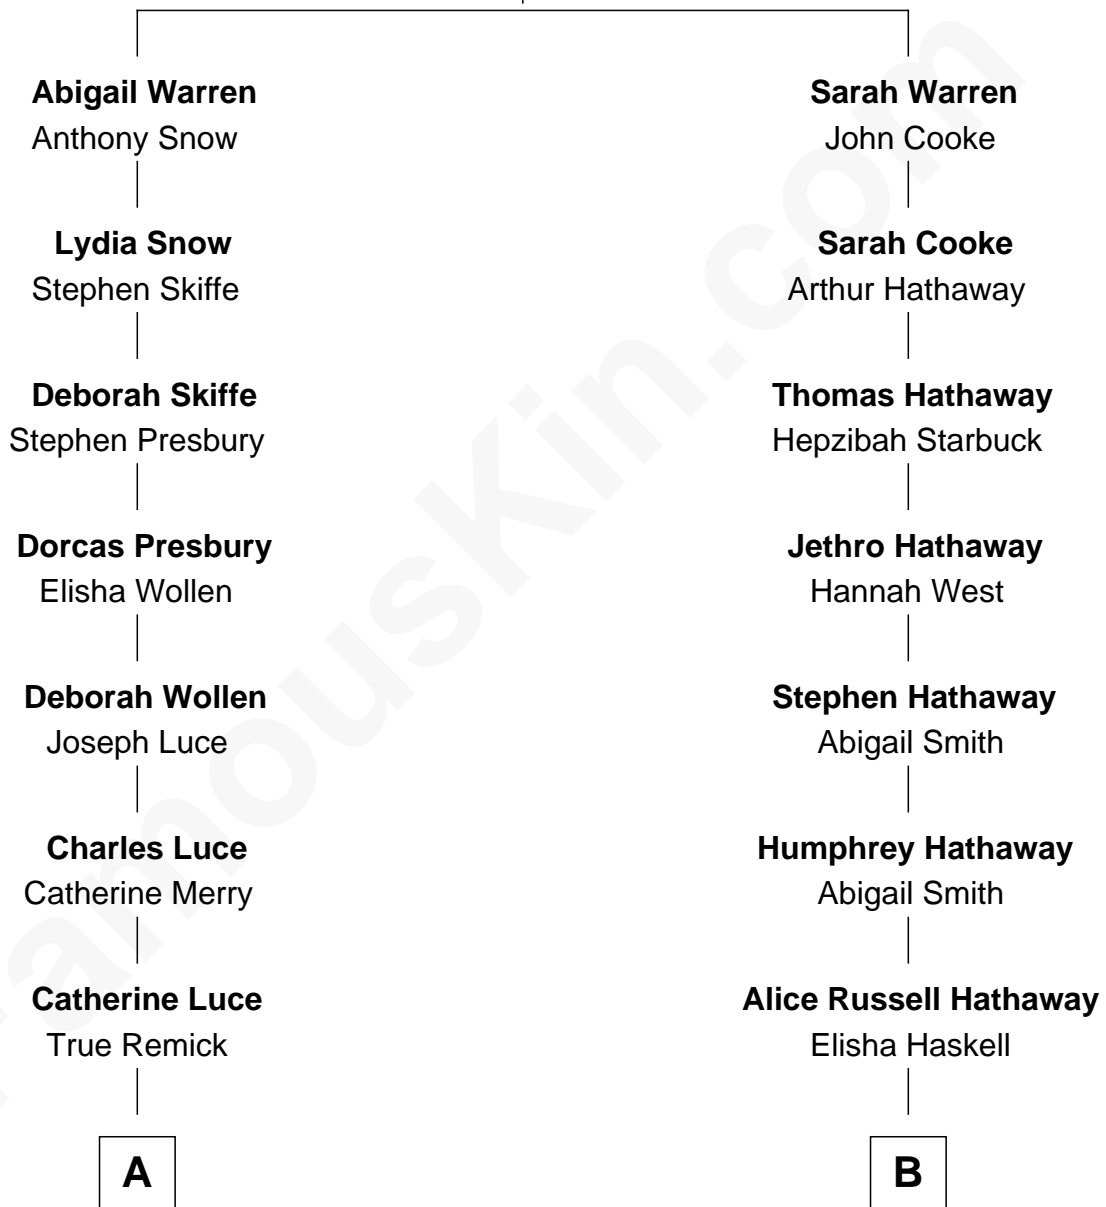 Abigail Warren
Anthony Snow
Sarah Warren
John Cooke
Lydia Snow
Stephen Skiffe
Sarah Cooke
Arthur Hathaway
Deborah Skiffe
Stephen Presbury
Thomas Hathaway
Hepzibah Starbuck
Dorcas Presbury
Elisha Wollen
Jethro Hathaway
Hannah West
Deborah Wollen
Joseph Luce
Stephen Hathaway
Abigail Smith
Charles Luce
Catherine Merry
Humphrey Hathaway
Abigail Smith
Catherine Luce
True Remick
Alice Russell Hathaway
Elisha Haskell
A
B
FamousKin.com